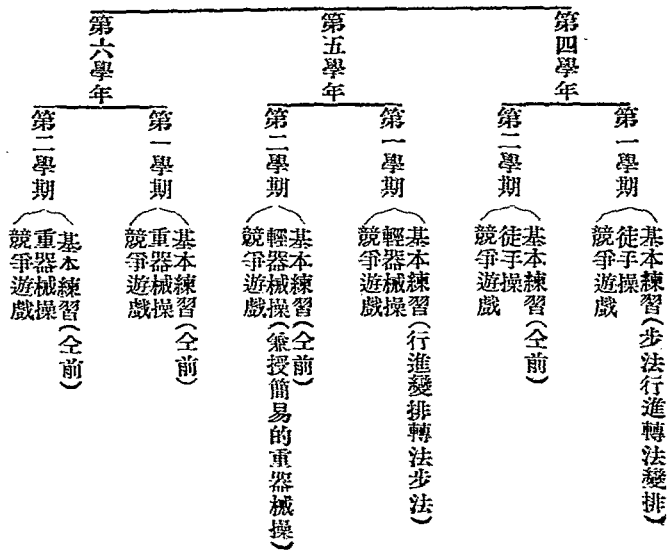 第四學年
第一學期
基本練習(步法行進轉法變排)
徒手操
競爭遊戲
第二學期
基本練習(仝前)
徒手操
競爭遊戲
第五學年
第一學期
基本練習(行進變排轉法步法)
輕器械操
競爭遊戲
第二學期
基本練習(仝前)
輕器械操(兼授簡易的重器械操)
競爭遊戲
第六學年
第一學期
基本練習(仝前)
重器械操
競爭遊戲
第二學期
基本練習(仝前)
重器械操
競爭遊戲